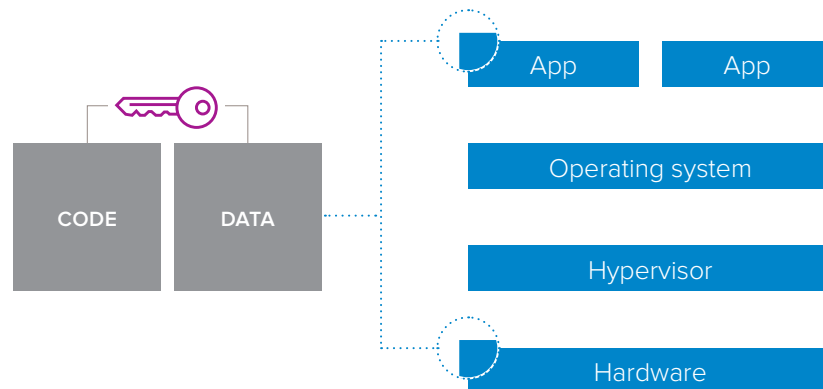 CODE
DATA
App
App
Operating system
Hypervisor
Hardware